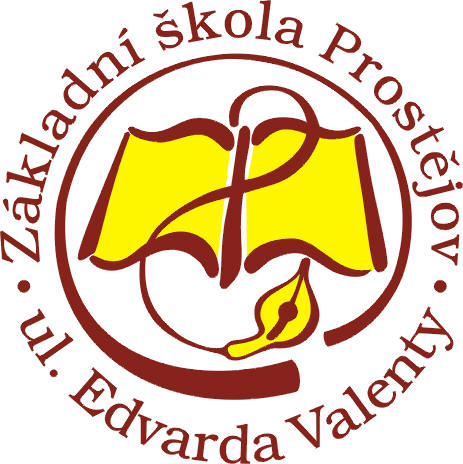 Základní škola Prostějov
• ul. Edvarda Valenty •